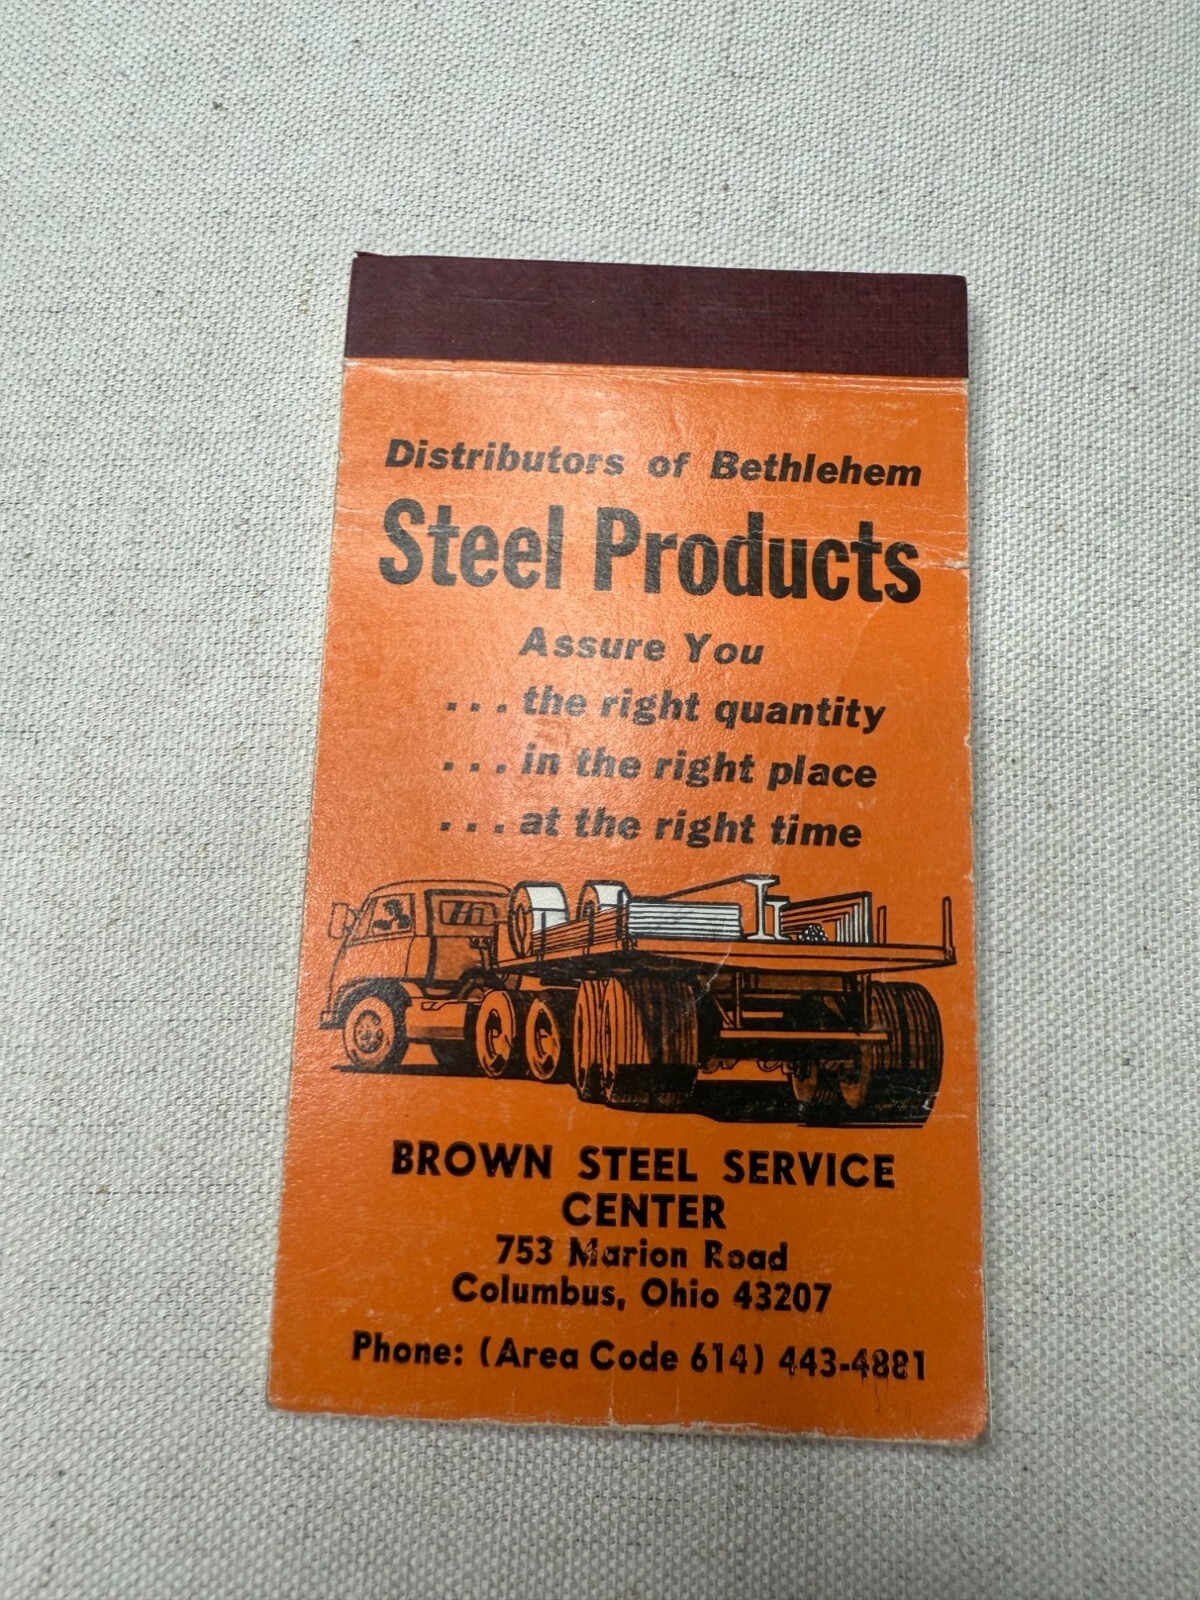 Distributors of Bethlehem
Steel Products
Assure You
...the right quantity
...in the right place
...at the right time
BROWN STEEL SERVICE
CENTER
753 Marion Road
Columbus, Ohio 43207
Phone: (Area Code 614) 443-4881